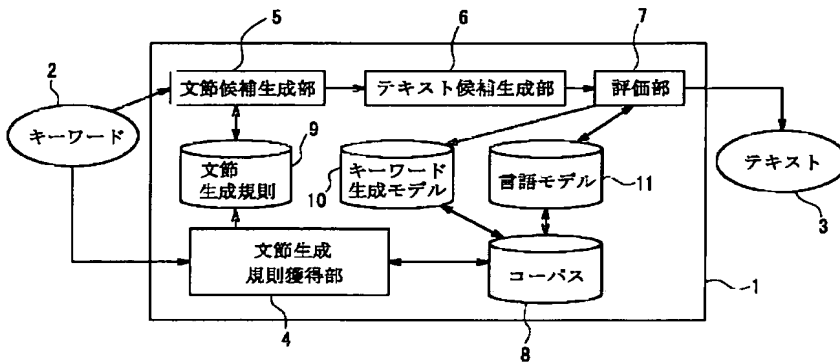 5
6
7
2
文節候補生成部
テキスト候補生成部
評価部
キーワード
9
文節
生成規則
キーワード
生成モデル
10
言語モデル
11
テキスト
3
文節生成
規則獲得部
コーパス
1
4
8